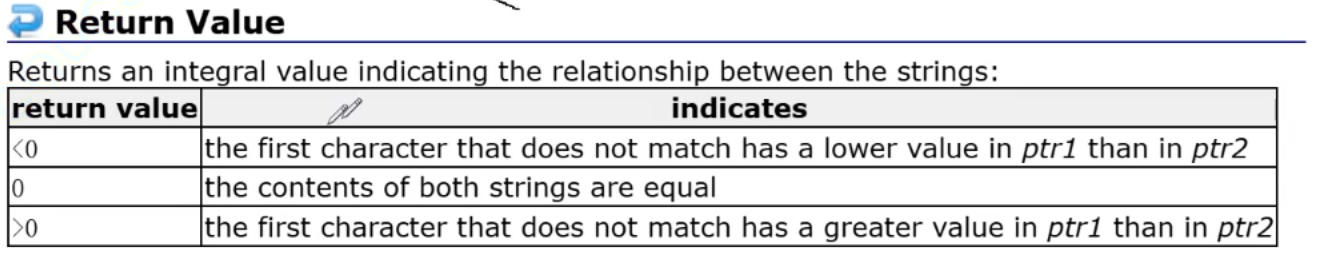 Return Value
Returns an integral value indicating the relationship between the strings:
return value indicates
<0 the first character that does not match has a lower value in ptr1 than in ptr2
0 the contents of both strings are equal
>0 the first character that does not match has a greater value in ptr1 than in ptr2